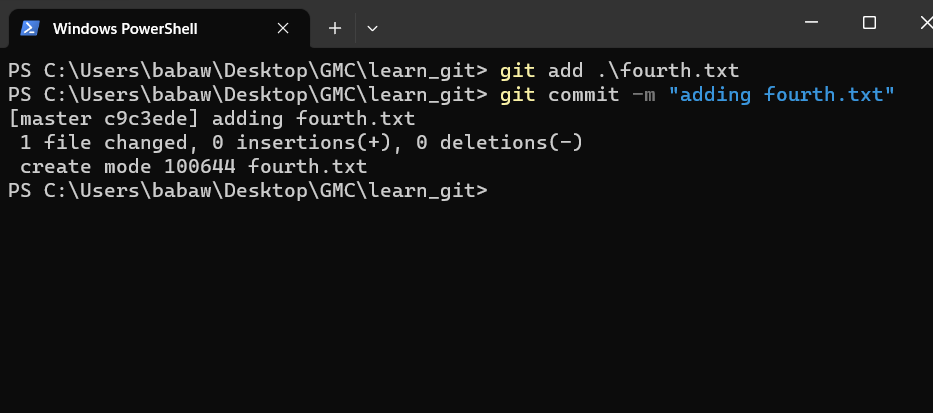 Windows PowerShell
PS C:\Users\babaw\Desktop\GMC\learn_git> git add .\fourth.txt
PS C:\Users\babaw\Desktop\GMC\learn_git> git commit -m "adding fourth.txt"
[master c9c3ede] adding fourth.txt
 1 file changed, 0 insertions(+), 0 deletions(-)
 create mode 100644 fourth.txt
PS C:\Users\babaw\Desktop\GMC\learn_git>